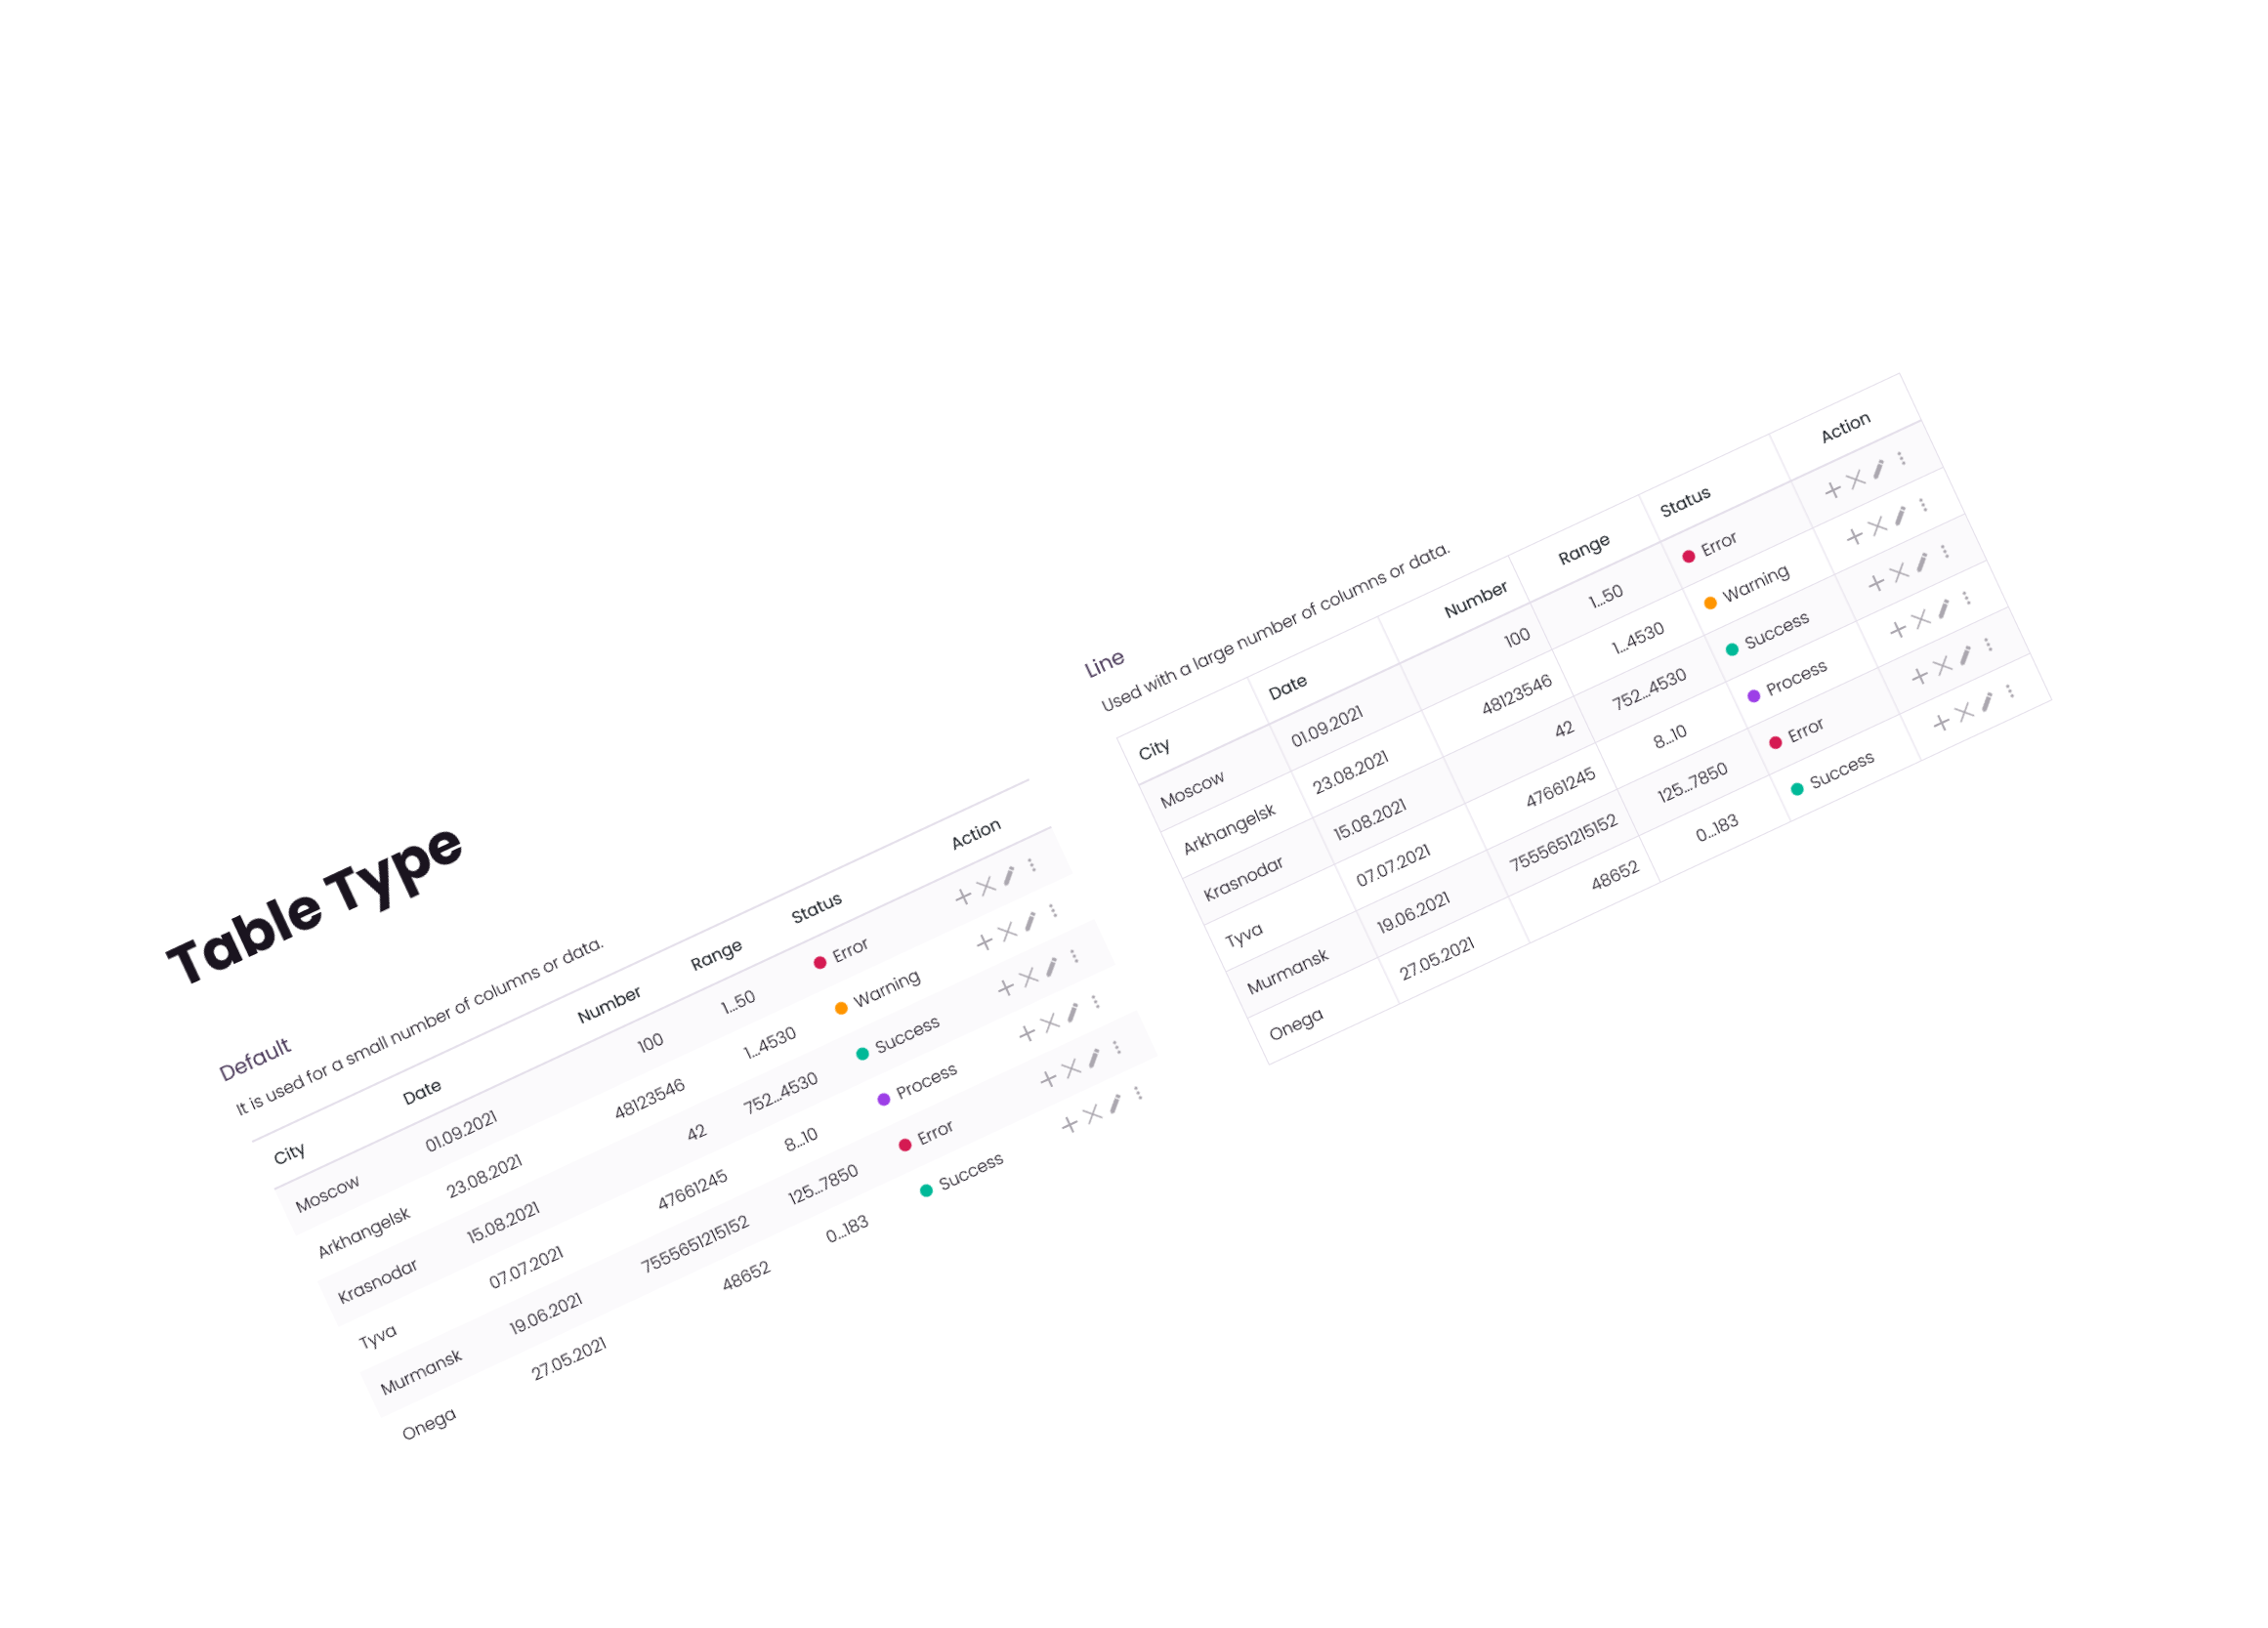 Table Type
Default
It is used for a small number of columns or data.
City Date Number Range Status Action
Moscow 01.09.2021 100 1...50 Error
Arkhangelsk 23.08.2021 48123546 1...4530 Warning
Krasnodar 15.08.2021 42 752...4530 Success
Tyva 07.07.2021 47661245 8...10 Process
Murmansk 19.06.2021 7555651215152 125...7850 Error
Onega 27.05.2021 48652 0...183 Success
Line
Used with a large number of columns or data.
City Date Number Range Status Action
Moscow 01.09.2021 100 1...50 Error
Arkhangelsk 23.08.2021 48123546 1...4530 Warning
Krasnodar 15.08.2021 42 752...4530 Success
Tyva 07.07.2021 47661245 8...10 Process
Murmansk 19.06.2021 7555651215152 125...7850 Error
Onega 27.05.2021 48652 0...183 Success